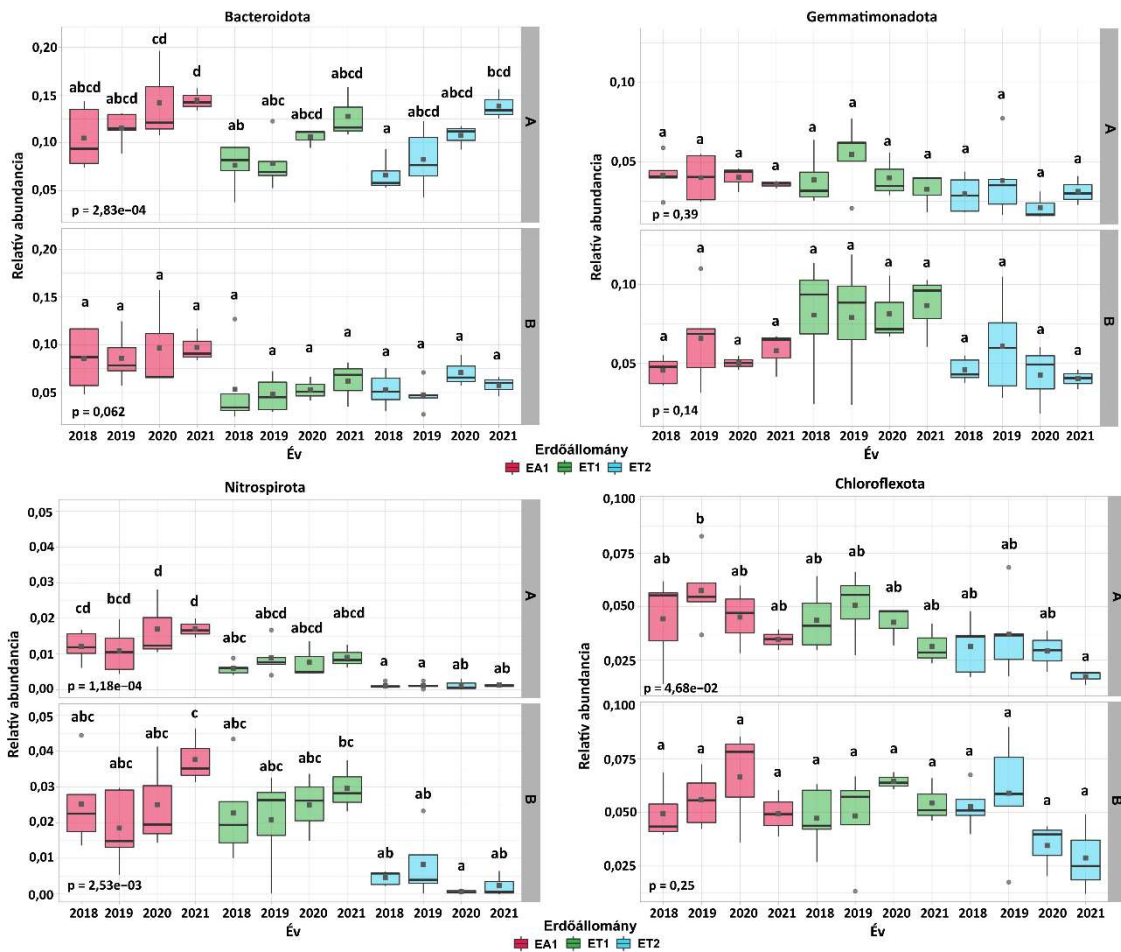 Bacteroidota
Relatív abundancia
0,20
0,15
0,10
0,05
abcd abcd cd d ab abc abcd abcd a abcd abcd bcd
p = 2,83e−04
A
Relatív abundancia
0,20
0,15
0,10
0,05
a a a a a a a a a a a a
p = 0,062
B
2018 2019 2020 2021 2018 2019 2020 2021 2018 2019 2020 2021
Év
Gemmatimonadota
Relatív abundancia
0,10
0,05
a a a a a a a a a a a a
p = 0,39
A
0,10
0,05
a a a a a a a a a a a a
p = 0,14
B
2018 2019 2020 2021 2018 2019 2020 2021 2018 2019 2020 2021
Év
Erdőállomány
EA1 ET1 ET2
Nitrospirota
Relatív abundancia
0,05
0,04
0,03
0,02
0,01
0,00
cd bcd d d abc abcd abcd abcd a a ab ab
p = 1,18e−04
A
0,05
0,04
0,03
0,02
0,01
0,00
abc abc abc c abc abc abc bc ab ab a ab
p = 2,53e−03
B
2018 2019 2020 2021 2018 2019 2020 2021 2018 2019 2020 2021
Év
Chloroflexota
Relatív abundancia
0,100
0,075
0,050
0,025
ab b ab ab ab ab ab ab ab ab ab a
p = 4,68e−02
A
0,100
0,075
0,050
0,025
a a a a a a a a a a a a
p = 0,25
B
2018 2019 2020 2021 2018 2019 2020 2021 2018 2019 2020 2021
Év
Erdőállomány
EA1 ET1 ET2